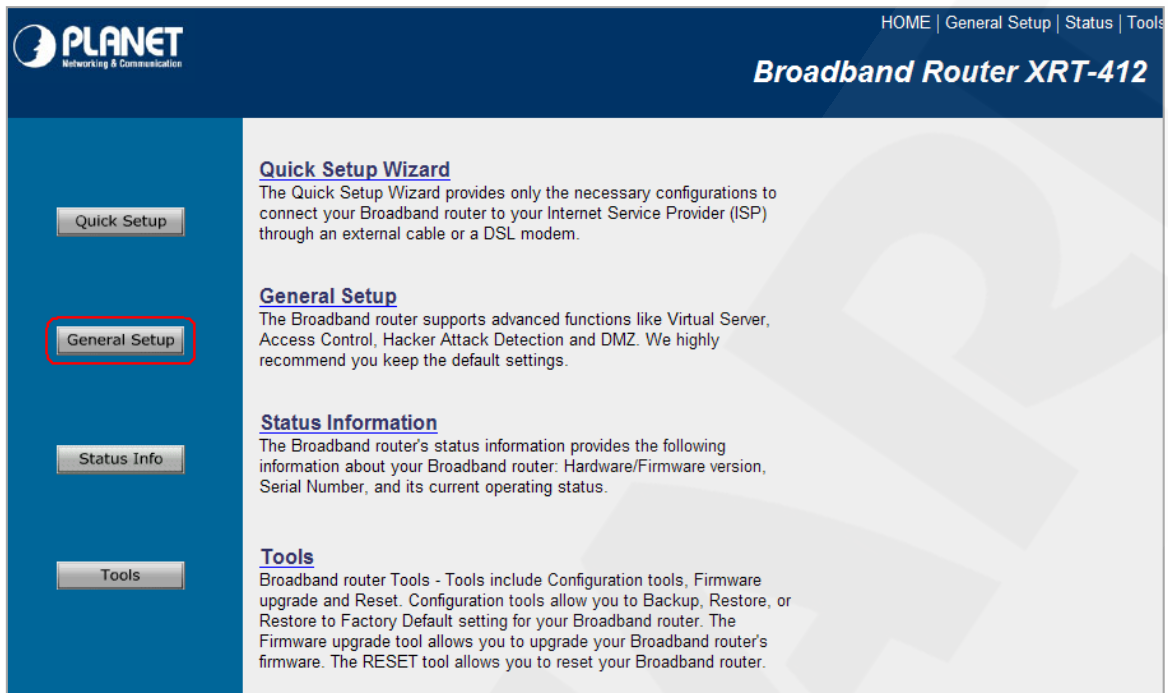 PLANET
Networking & Communication
HOME | General Setup | Status | Tools
Broadband Router XRT-412
Quick Setup
Quick Setup Wizard
The Quick Setup Wizard provides only the necessary configurations to
connect your Broadband router to your Internet Service Provider (ISP)
through an external cable or a DSL modem.
General Setup
General Setup
The Broadband router supports advanced functions like Virtual Server,
Access Control, Hacker Attack Detection and DMZ. We highly
recommend you keep the default settings.
Status Info
Status Information
The Broadband router's status information provides the following
information about your Broadband router: Hardware/Firmware version,
Serial Number, and its current operating status.
Tools
Tools
Broadband router Tools - Tools include Configuration tools, Firmware
upgrade and Reset. Configuration tools allow you to Backup, Restore, or
Restore to Factory Default setting for your Broadband router. The
Firmware upgrade tool allows you to upgrade your Broadband router's
firmware. The RESET tool allows you to reset your Broadband router.